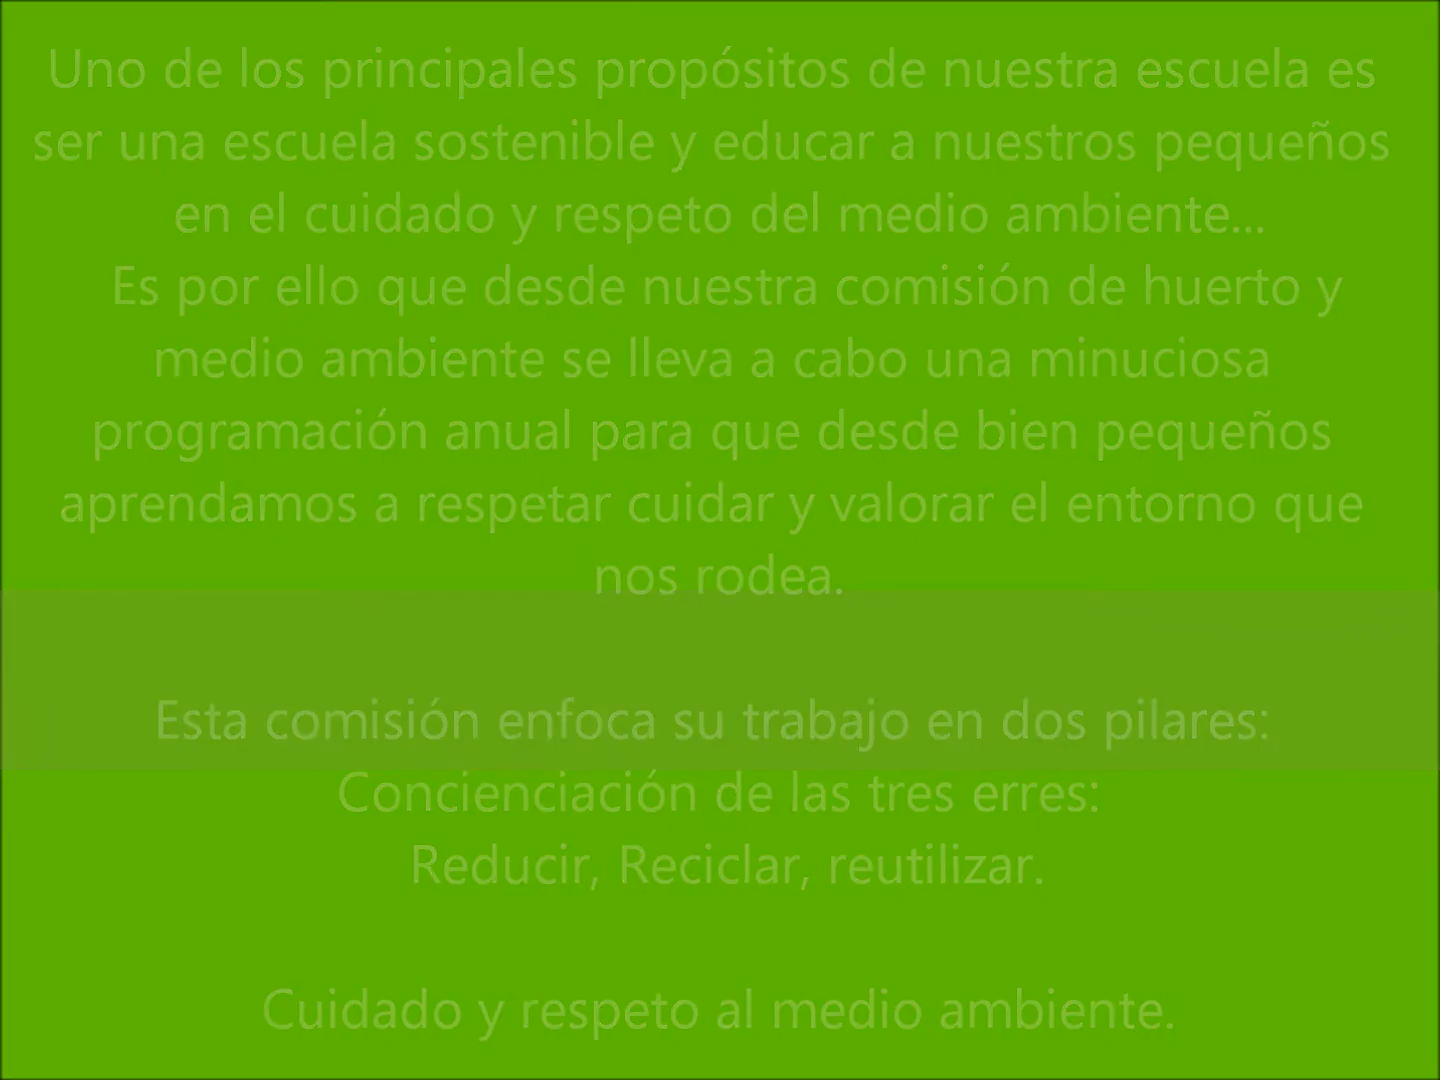 Uno de los principales propósitos de nuestra escuela es
ser una escuela sostenible y educar a nuestros pequeños
en el cuidado y respeto del medio ambiente...
Es por ello que desde nuestra comisión de huerto y
medio ambiente se lleva a cabo una minuciosa
programación anual para que desde bien pequeños
aprendamos a respetar cuidar y valorar el entorno que
nos rodea.
Esta comisión enfoca su trabajo en dos pilares:
Concienciación de las tres erres:
Reducir, Reciclar, reutilizar.
Cuidado y respeto al medio ambiente.